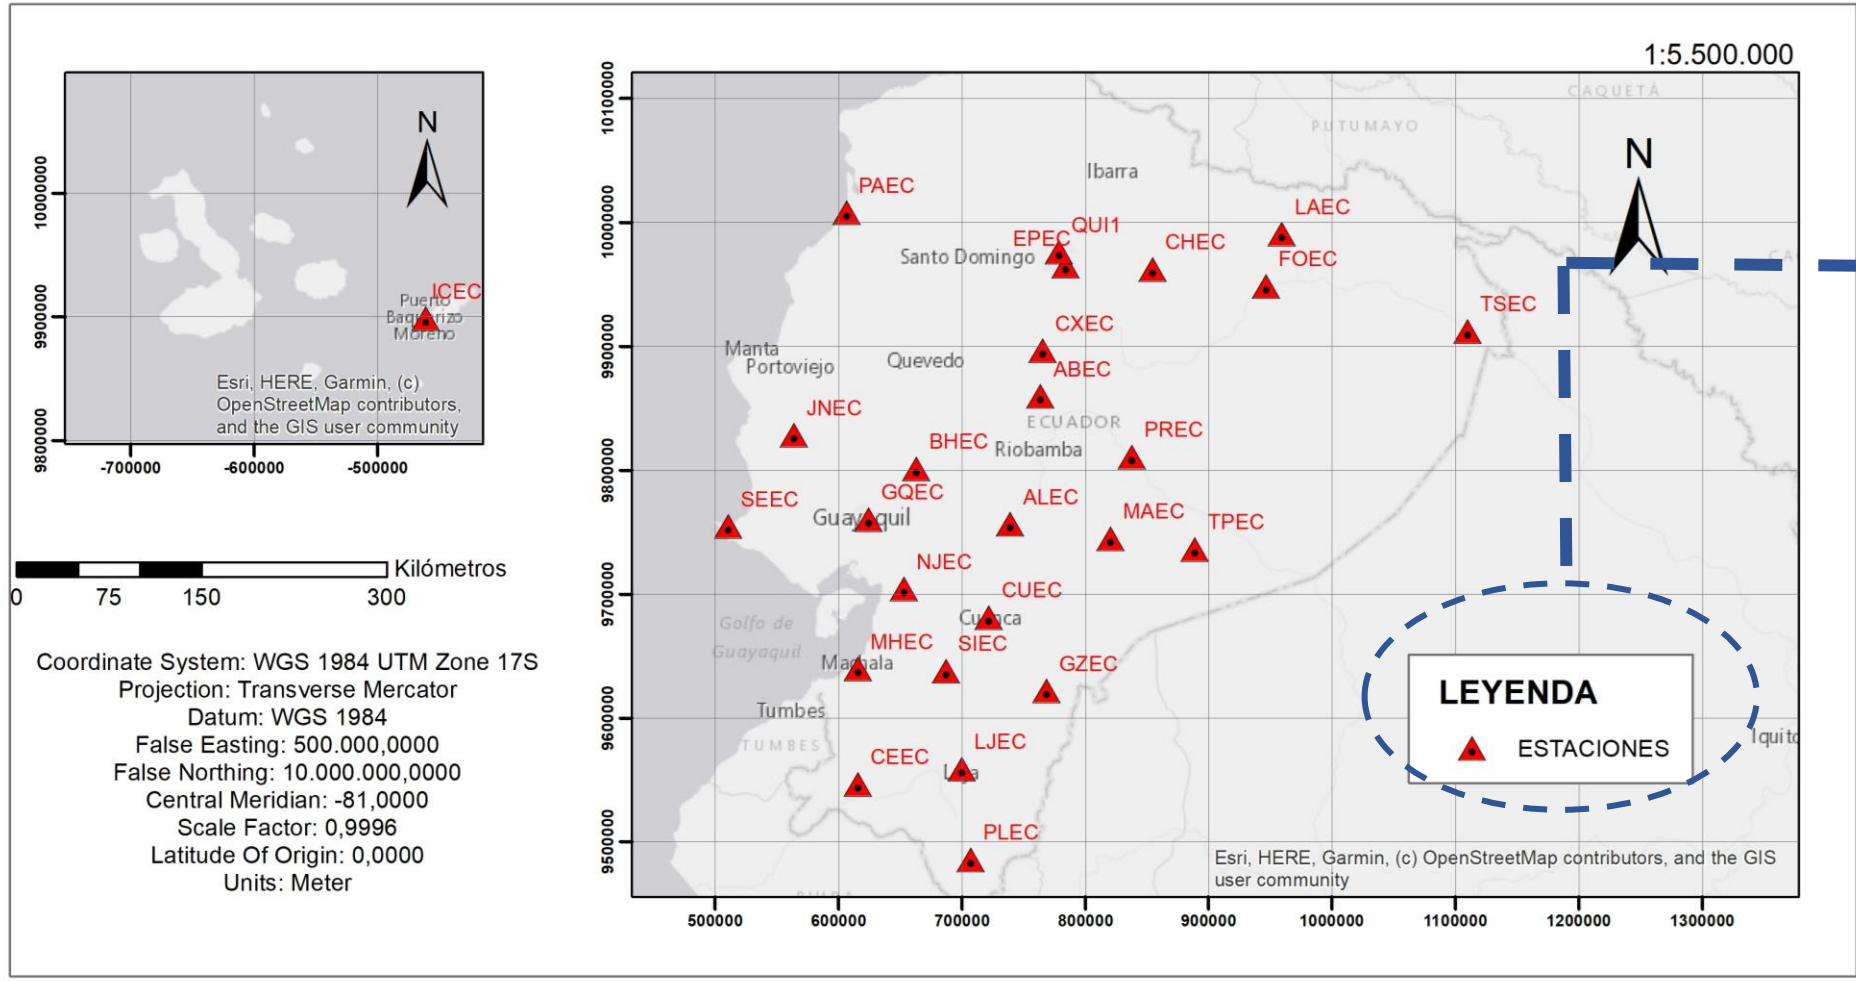 1:5.500.000
N
ICEC
Puerto
Baquerizo
Moreno
Esri, HERE, Garmin, (c)
OpenStreetMap contributors,
and the GIS user community
10000000
9900000
9800000
-700000
-600000
-500000
Kilómetros
0
75
150
300
Coordinate System: WGS 1984 UTM Zone 17S
Projection: Transverse Mercator
Datum: WGS 1984
False Easting: 500.000,0000
False Northing: 10.000.000,0000
Central Meridian: -81,0000
Scale Factor: 0,9996
Latitude Of Origin: 0,0000
Units: Meter
10100000
10000000
9900000
9800000
9700000
9600000
9500000
CAQUETÁ
PUTUMAYO
N
Ibarra
PAEC
LAEC
QUI1
EPEC
CHEC
Santo Domingo
FOEC
TSEC
CXEC
Manta
Portoviejo
Quevedo
ABEC
JNEC
ECUADOR
PREC
BHEC
Riobamba
SEEC
GQEC
Guayaquil
ALEC
MAEC
TPEC
NJEC
CUEC
Cuenca
Golfo de
Guayaquil
MHEC
SIEC
Machala
GZEC
Tumbes
TUMBES
LJEC
Loja
CEEC
PLEC
LEYENDA
ESTACIONES
Esri, HERE, Garmin, (c) OpenStreetMap contributors, and the GIS
user community
500000
600000
700000
800000
900000
1000000
1100000
1200000
1300000